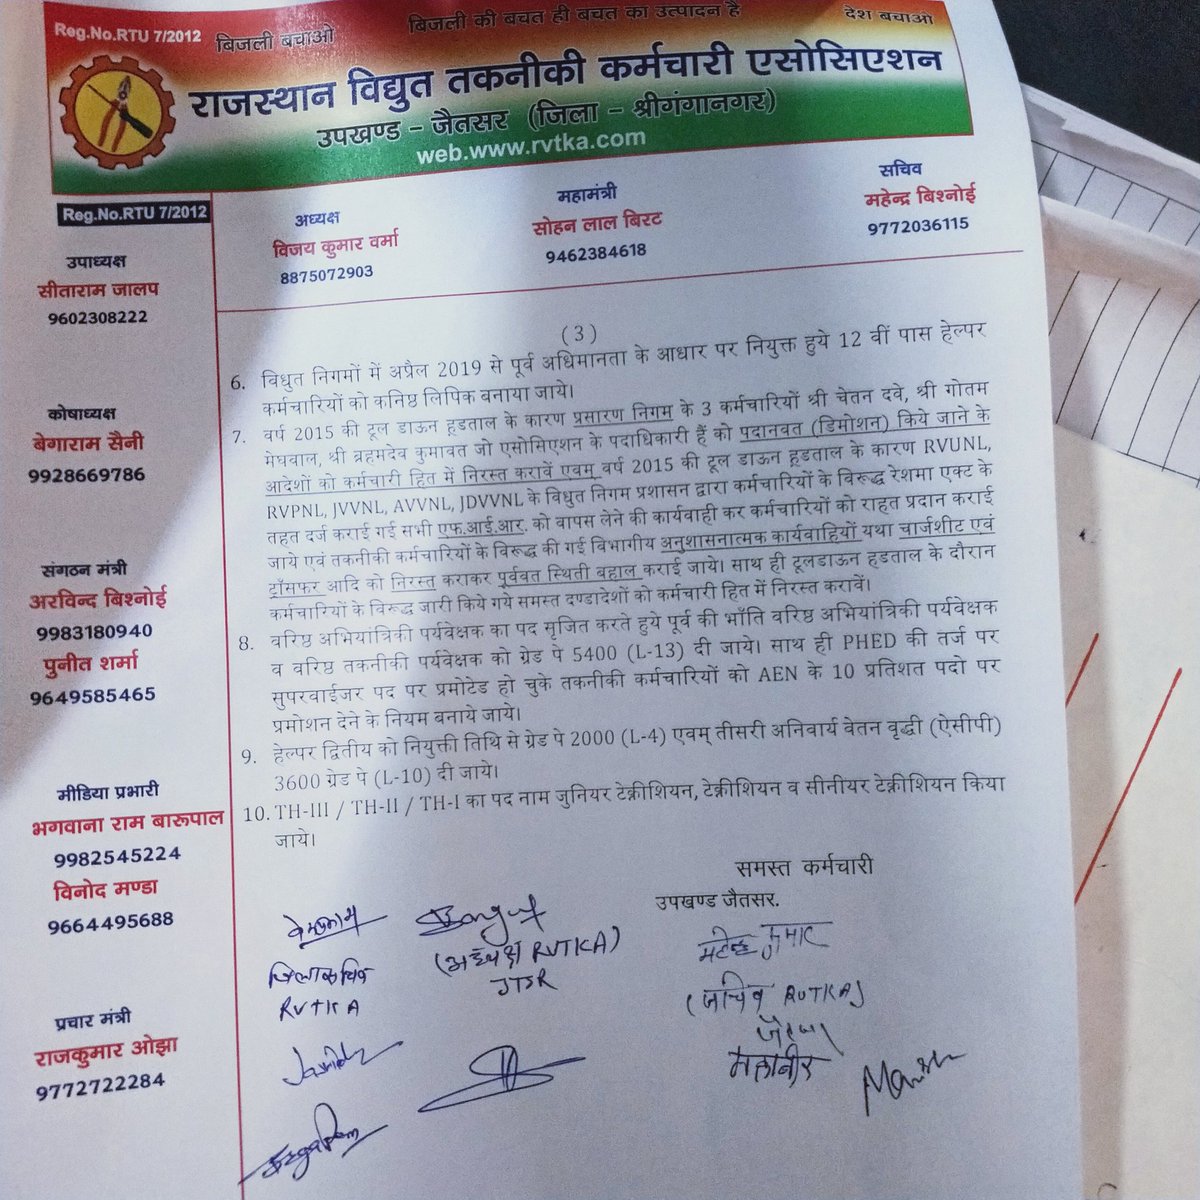 Reg.No.RTU 7/2012
बिजली बचाओ
बिजली की बचत ही बचत का उत्पादन है
देश बचाओ
राजस्थान विद्युत तकनीकी कर्मचारी एसोसिएशन
उपखण्ड - जैतसर (जिला - श्रीगंगानगर)
web.www.rvtka.com
Reg.No.RTU 7/2012
अध्यक्ष
विजय कुमार वर्मा
8875072903
महामंत्री
सोहन लाल बिरट
9462384618
सचिव
महेन्द्र बिश्नोई
9772036115
उपाध्यक्ष
सीताराम जालप
9602308222
कोषाध्यक्ष
बेगाराम सैनी
9928669786
संगठन मंत्री
अरविन्द बिश्नोई
9983180940
पुनीत शर्मा
9649585465
मीडिया प्रभारी
भगवाना राम बारूपाल
9982545224
विनोद मण्डा
9664495688
प्रचार मंत्री
राजकुमार ओझा
9772722284
(3)
6. विधुत निगमों में अप्रैल 2019 से पूर्व अधिमानता के आधार पर नियुक्त हुये 12 वीं पास हेल्पर
कर्मचारियों को कनिष्ठ लिपिक बनाया जाये।
7. वर्ष 2015 की टूल डाऊन हूडताल के कारण प्रसारण निगम के 3 कर्मचारियों श्री चेतन दवे, श्री गोतम
मेघवाल, श्री ब्रहमदेव कुमावत जो एसोसिएशन के पदाधिकारी हैं को पदानवत (डिमोशन) किये जाने के
आदेशों को कर्मचारी हित में निरस्त करावें एवम् वर्ष 2015 की टूल डाऊन हूडताल के कारण RVUNL,
RVPNL, JVVNL, AVVNL, JDVVNL के विधुत निगम प्रशासन द्वारा कर्मचारियों के विरूद्ध रेशमा एक्ट के
तहत दर्ज कराई गई सभी एफ.आई.आर. को वापस लेने की कार्यवाही कर कर्मचारियों को राहत प्रदान कराई
जाये एवं तकनीकी कर्मचारियों के विरूद्ध की गई विभागीय अनुशासनात्मक कार्यवाहियों यथा चार्जशीट एवं
ट्राँसफर आदि को निरस्त कराकर पूर्ववत स्थिती बहाल कराई जाये। साथ ही टूलडाऊन हडताल के दौरान
कर्मचारियों के विरूद्ध जारी किये गये समस्त दण्डादेशों को कर्मचारी हित में निरस्त करावें।
8. वरिष्ठ अभियांत्रिकी पर्यवेक्षक का पद सृजित करते हुये पूर्व की भाँति वरिष्ठ अभियांत्रिकी पर्यवेक्षक
व वरिष्ठ तकनीकी पर्यवेक्षक को ग्रेड पे 5400 (L-13) दी जाये। साथ ही PHED की तर्ज पर
सुपरवाईजर पद पर प्रमोटेड हो चुके तकनीकी कर्मचारियों को AEN के 10 प्रतिशत पदो पर
प्रमोशन देने के नियम बनाये जाये।
9. हेल्पर द्वितीय को नियुक्ती तिथि से ग्रेड पे 2000 (L-4) एवम् तीसरी अनिवार्य वेतन वृद्धी (ऐसीपी)
3600 ग्रेड पे (L-10) दी जाये।
10. TH-III / TH-II / TH-I का पद नाम जुनियर टेक्नीशियन, टेक्नीशियन व सीनीयर टेक्नीशियन किया
जाये।
समस्त कर्मचारी
उपखण्ड जैतसर.
RVTKA
(अध्यक्ष RVTKA)
JTSR
महेन्द्र कुमार
(सचिव RVTKA)
महावीर
Manish